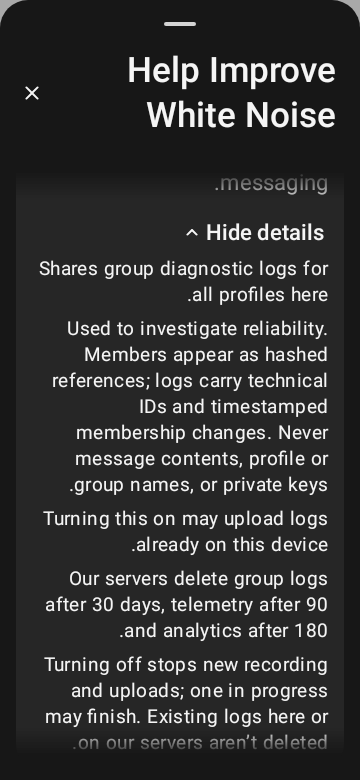 Help Improve
White Noise
.messaging
Hide details
Shares group diagnostic logs for
.all profiles here
Used to investigate reliability.
Members appear as hashed
references; logs carry technical
IDs and timestamped
membership changes. Never
message contents, profile or
.group names, or private keys
Turning this on may upload logs
.already on this device
Our servers delete group logs
after 30 days, telemetry after 90
.and analytics after 180
Turning off stops new recording
and uploads; one in progress
may finish. Existing logs here or
.on our servers aren’t deleted